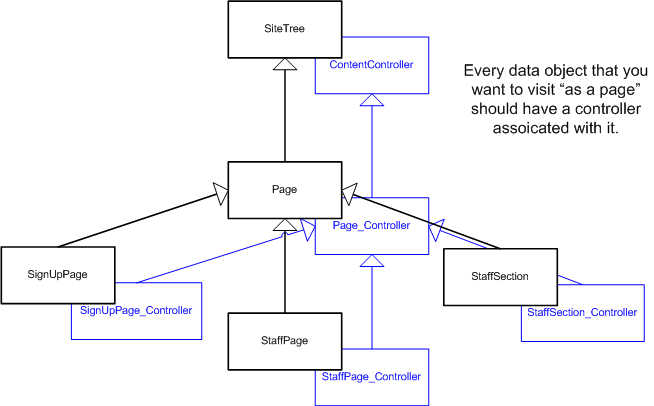 SiteTree
ContentController
Every data object that you
want to visit “as a page”
should have a controller
assoicated with it.
Page
Page_Controller
SignUpPage
StaffSection
SignUpPage_Controller
StaffSection_Controller
StaffPage
StaffPage_Controller